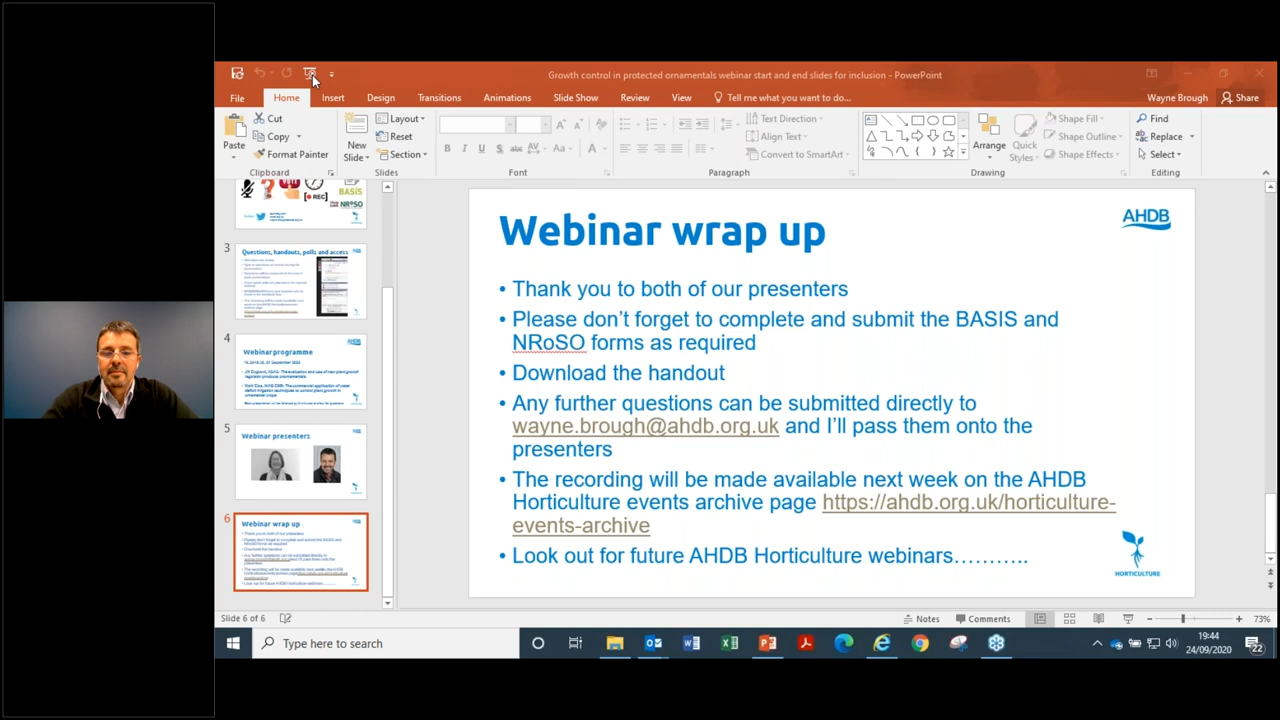 Growth control in protected ornamentals webinar start and end slides for inclusion - PowerPoint
File Home Insert Design Transitions Animations Slide Show Review View Tell me what you want to do... Wayne Brough Share
Paste Cut Copy Format Painter
New Slide Layout Reset Section
B I U S abc AV Aa A
Text Direction Align Text Convert to SmartArt
Arrange Quick Styles Shape Fill Shape Outline Shape Effects
Find Replace Select
Clipboard Slides Font Paragraph Drawing Editing
[REC] BASIS
NRoSO
3 Questions, handouts, polls and access
4 Webinar programme
5 Webinar presenters
6 Webinar wrap up
Webinar wrap up
AHDB
• Thank you to both of our presenters
• Please don’t forget to complete and submit the BASIS and
NRoSO forms as required
• Download the handout
• Any further questions can be submitted directly to
wayne.brough@ahdb.org.uk and I’ll pass them onto the
presenters
• The recording will be made available next week on the AHDB
Horticulture events archive page https://ahdb.org.uk/horticulture-
events-archive
• Look out for future AHDB Horticulture webinars………..
HORTICULTURE
Slide 6 of 6 Notes Comments 73%
Type here to search
19:44
24/09/2020
22